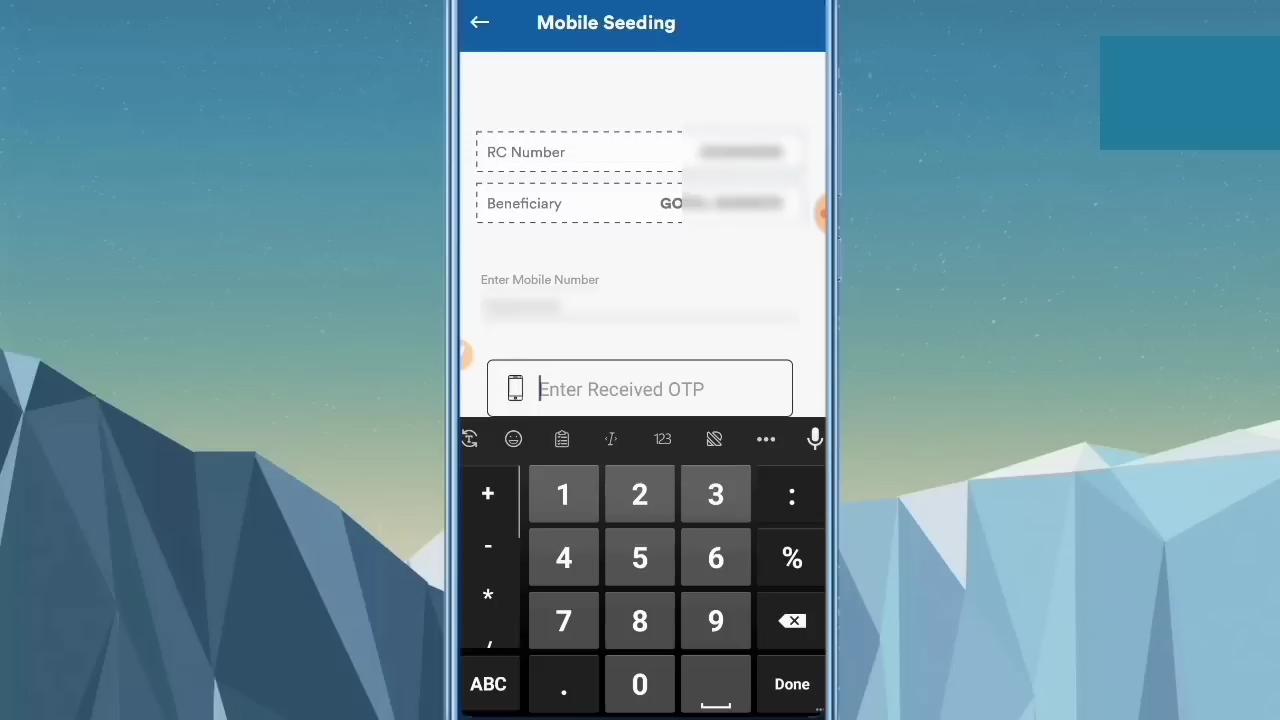 Mobile Seeding
RC Number
Beneficiary
Enter Mobile Number
Enter Received OTP
123
+ 1 2 3 :
- 4 5 6 %
* 7 8 9
/
ABC . 0 Done